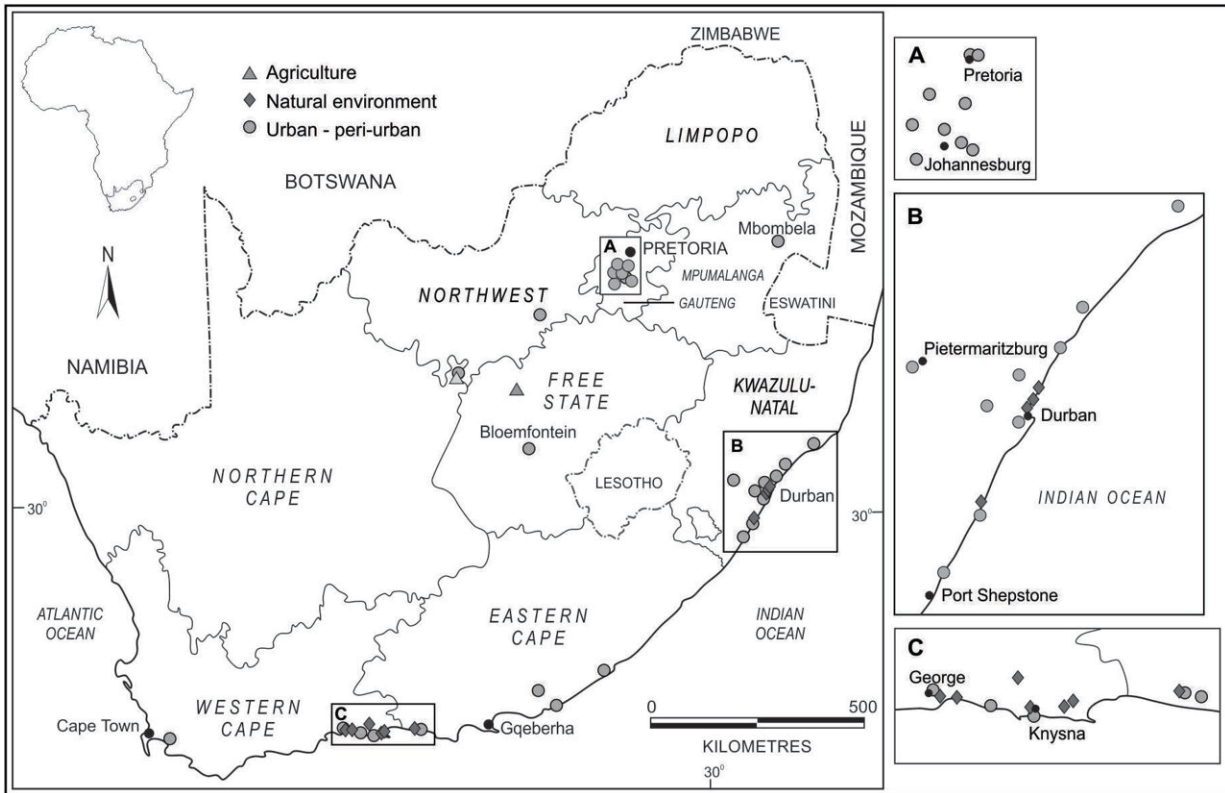 ZIMBABWE
Agriculture
Natural environment
Urban - peri-urban
LIMPOPO
MOZAMBIQUE
BOTSWANA
N
Mbombela
A
PRETORIA
MPUMALANGA
NORTHWEST
GAUTENG
ESWATINI
NAMIBIA
FREE
STATE
KWAZULU-
NATAL
Bloemfontein
B
NORTHERN
CAPE
LESOTHO
Durban
30°
30°
ATLANTIC
OCEAN
EASTERN
CAPE
INDIAN
OCEAN
WESTERN
CAPE
C
Cape Town
Gqeberha
0
500
KILOMETRES
30°
A
Pretoria
Johannesburg
B
Pietermaritzburg
Durban
INDIAN OCEAN
Port Shepstone
C
George
Knysna